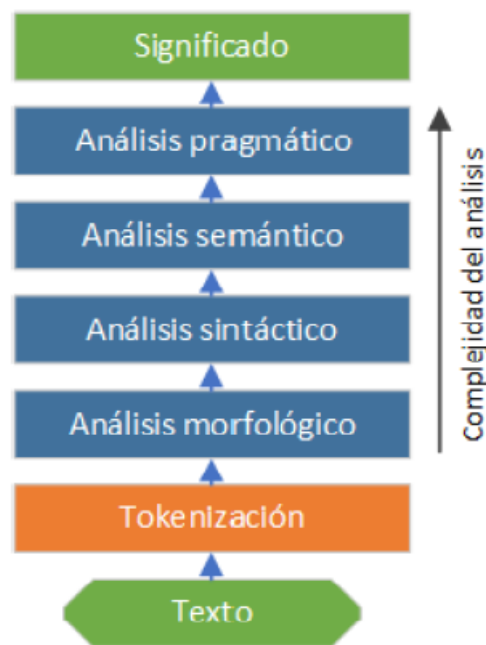 Significado
Análisis pragmático
Análisis semántico
Análisis sintáctico
Análisis morfológico
Tokenización
Texto
Complejidad del análisis